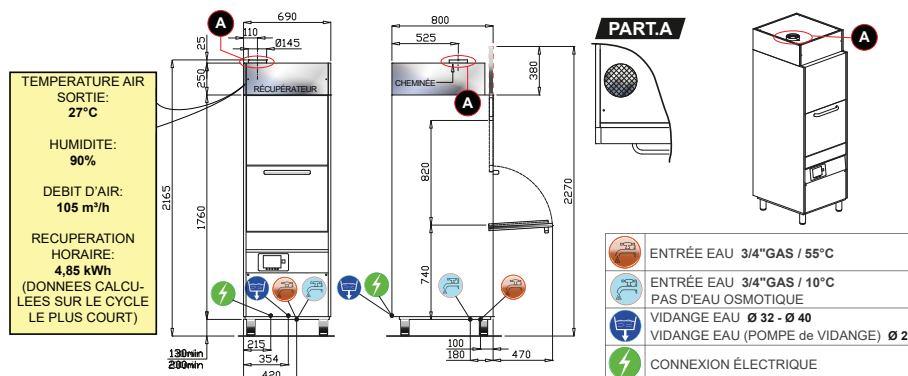 TEMPERATURE AIR
SORTIE:
27°C
HUMIDITE:
90%
DEBIT D'AIR:
105 m³/h
RECUPERATION
HORAIRE:
4,85 kWh
(DONNEES CALCU-
LEES SUR LE CYCLE
LE PLUS COURT)
690
A
110
Ø145
25
250
RÉCUPÉRATEUR
2165
1760
130min
200min
215
354
420
800
525
CHEMINÉE
A
380
820
2270
740
100
180
470
PART.A
A
ENTRÉE EAU 3/4"GAS / 55°C
ENTRÉE EAU 3/4"GAS / 10°C
PAS D'EAU OSMOTIQUE
VIDANGE EAU Ø 32 - Ø 40
VIDANGE EAU (POMPE de VIDANGE) Ø 2
CONNEXION ÉLECTRIQUE